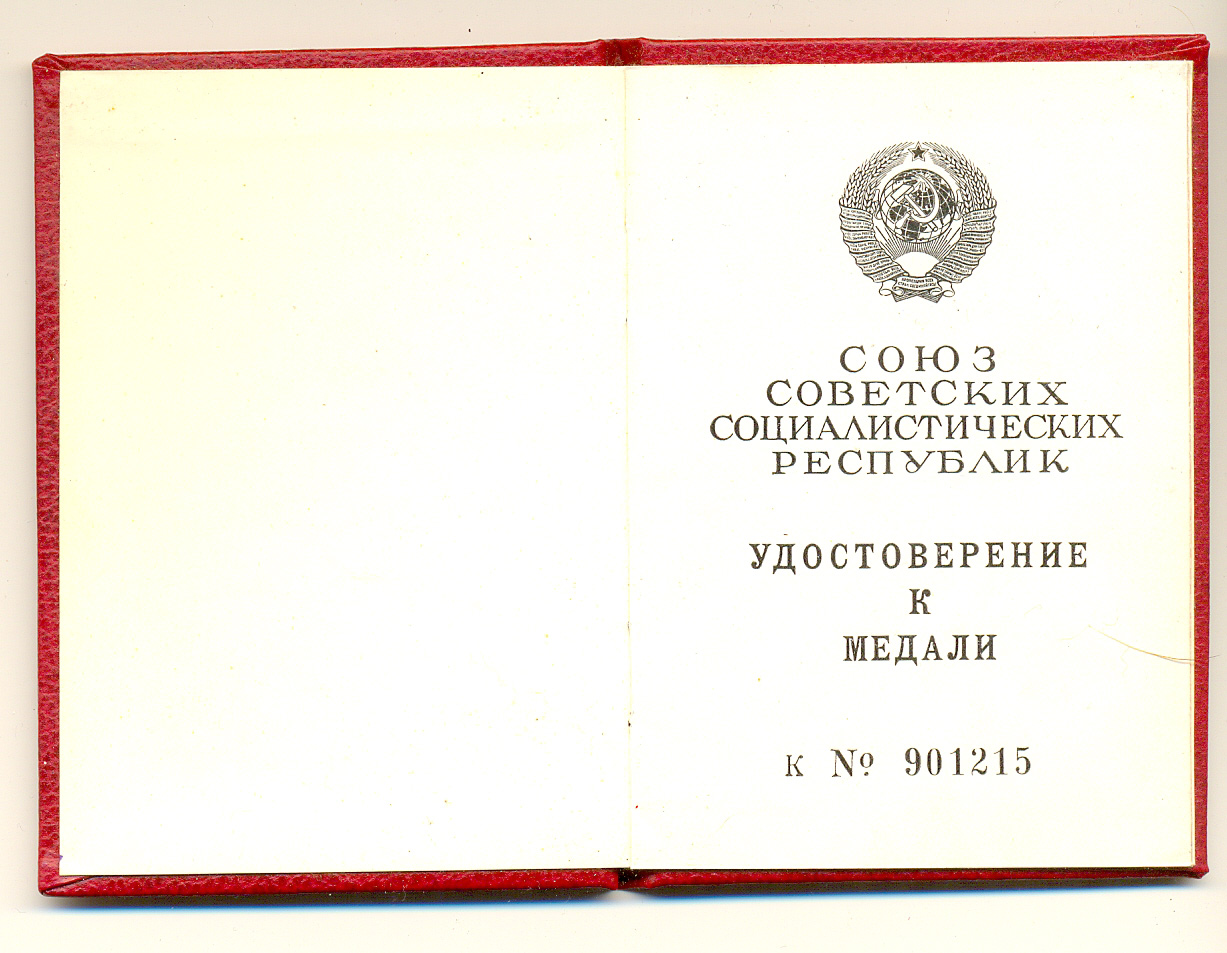 СОЮЗ
СОВЕТСКИХ
СОЦИАЛИСТИЧЕСКИХ
РЕСПУБЛИК
УДОСТОВЕРЕНИЕ
К
МЕДАЛИ
К № 901215